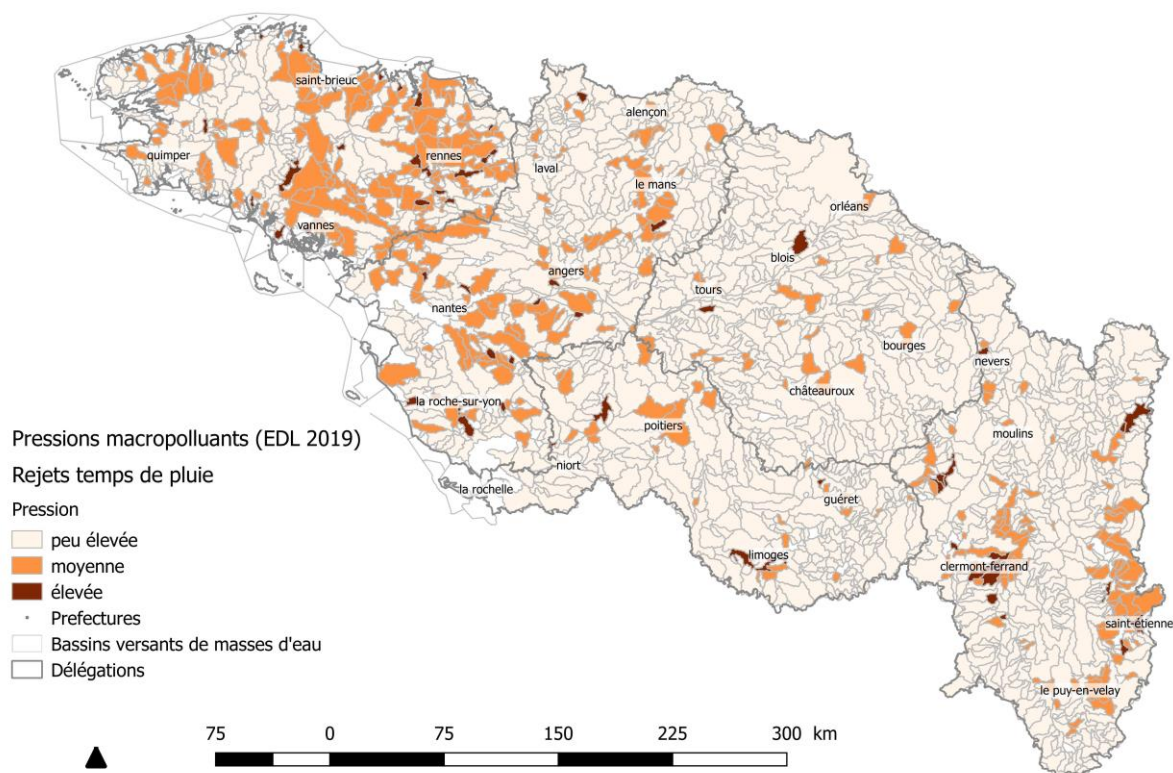 saint-brieuc
alençon
quimper
rennes
laval
le mans
orléans
vannes
blois
angers
tours
nantes
bourges
nevers
châteauroux
la roche-sur-yon
poitiers
moulins
Pressions macropolluants (EDL 2019)
Rejets temps de pluie
niort
la rochelle
guéret
Pression
peu élevée
moyenne
élevée
limoges
clermont-ferrand
Prefectures
saint-étienne
Bassins versants de masses d'eau
Délégations
le puy-en-velay
75 0 75 150 225 300 km